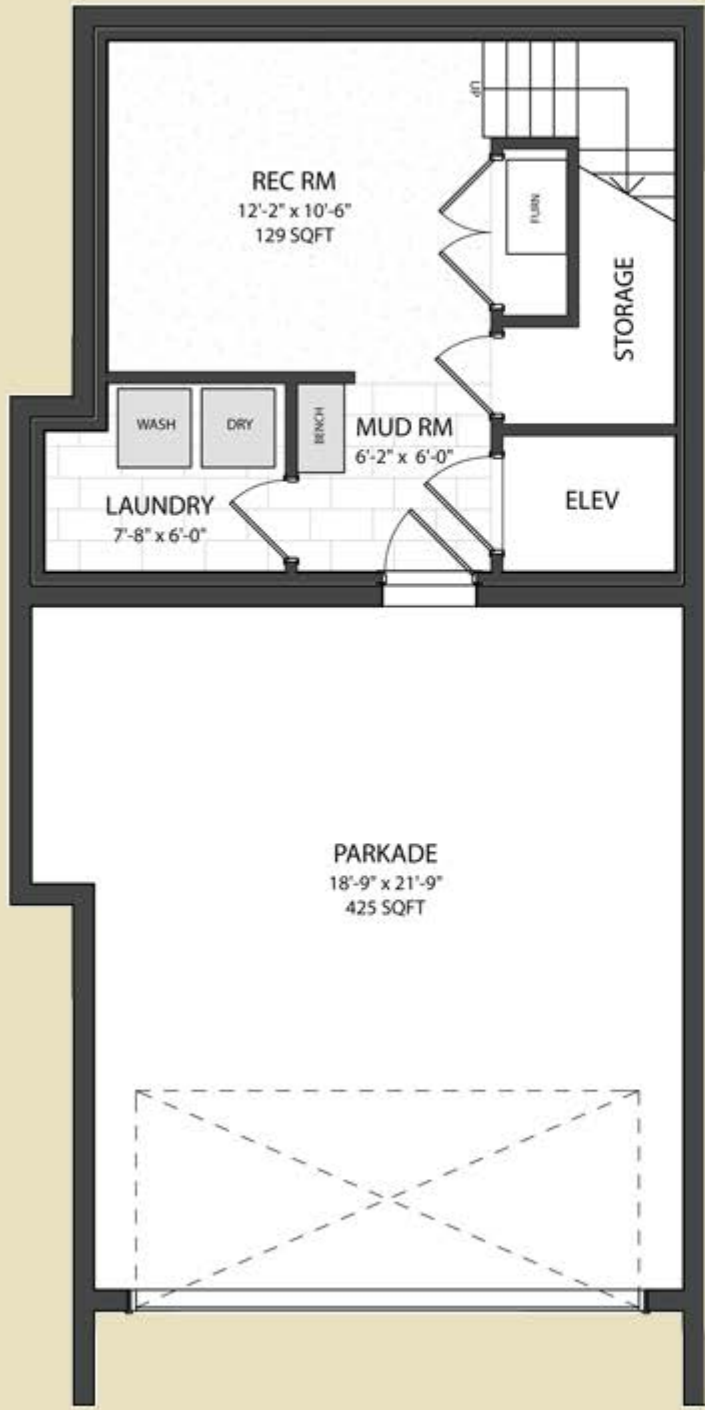 UP
REC RM
12'-2" x 10'-6"
129 SQFT
FURN
STORAGE
WASH
DRY
BENCH
MUD RM
6'-2" x 6'-0"
LAUNDRY
7'-8" x 6'-0"
ELEV
PARKADE
18'-9" x 21'-9"
425 SQFT